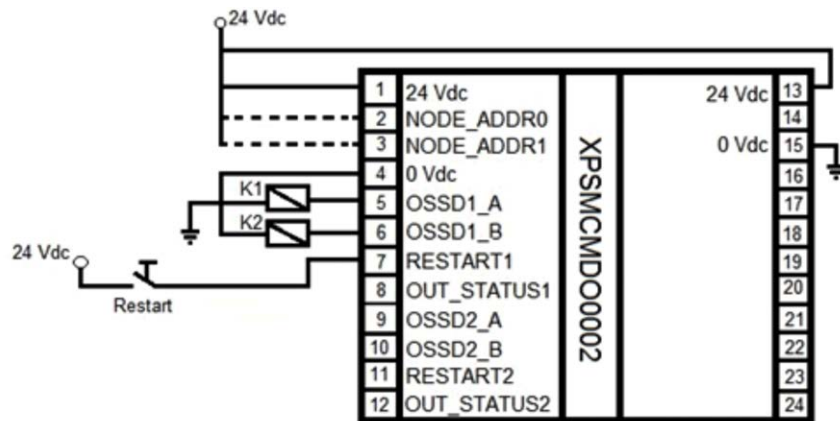 24 Vdc
1 24 Vdc
2 NODE_ADDR0
3 NODE_ADDR1
4 0 Vdc
5 OSSD1_A
6 OSSD1_B
7 RESTART1
8 OUT_STATUS1
9 OSSD2_A
10 OSSD2_B
11 RESTART2
12 OUT_STATUS2
K1
K2
24 Vdc
Restart
XPSMCMDO0002
24 Vdc 13
14
0 Vdc 15
16
17
18
19
20
21
22
23
24